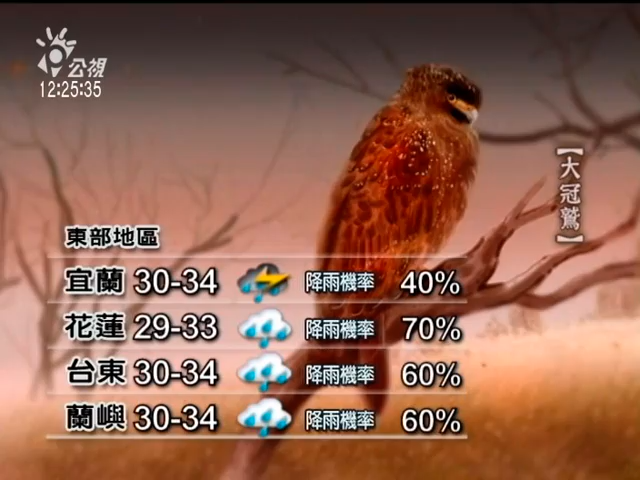 公視
12:25:35
【大冠鷲】
東部地區
宜蘭 30-34 降雨機率 40%
花蓮 29-33 降雨機率 70%
台東 30-34 降雨機率 60%
蘭嶼 30-34 降雨機率 60%